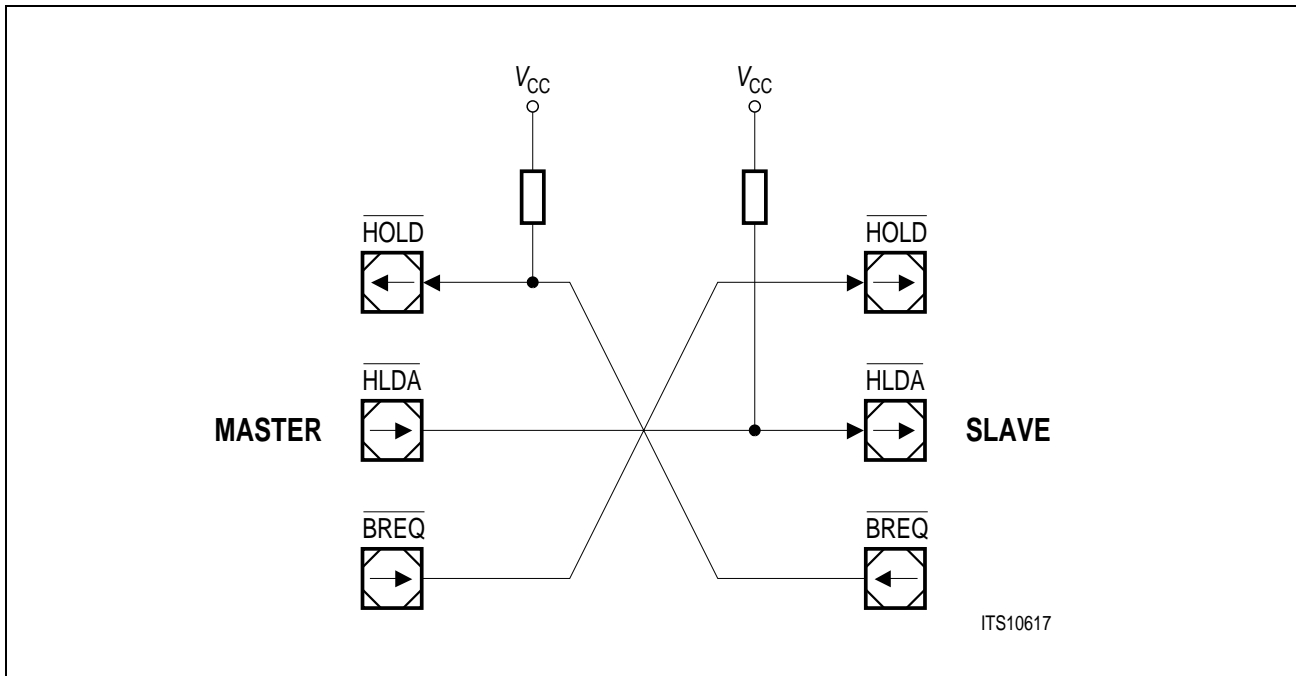 VCC VCC
HOLD HOLD
HLDA HLDA
MASTER SLAVE
BREQ BREQ
ITS10617